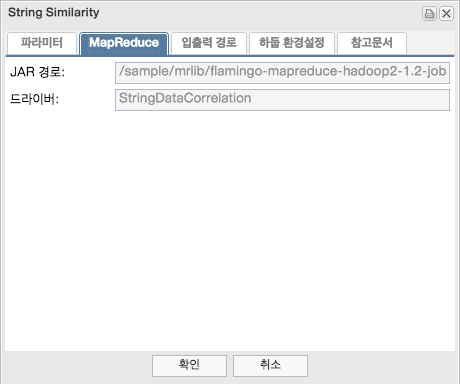 String Similarity
파라미터 MapReduce 입출력 경로 하둡 환경설정 참고문서
JAR 경로: /sample/mrlib/flamingo-mapreduce-hadoop2-1.2-job
드라이버: StringDataCorrelation
확인 취소